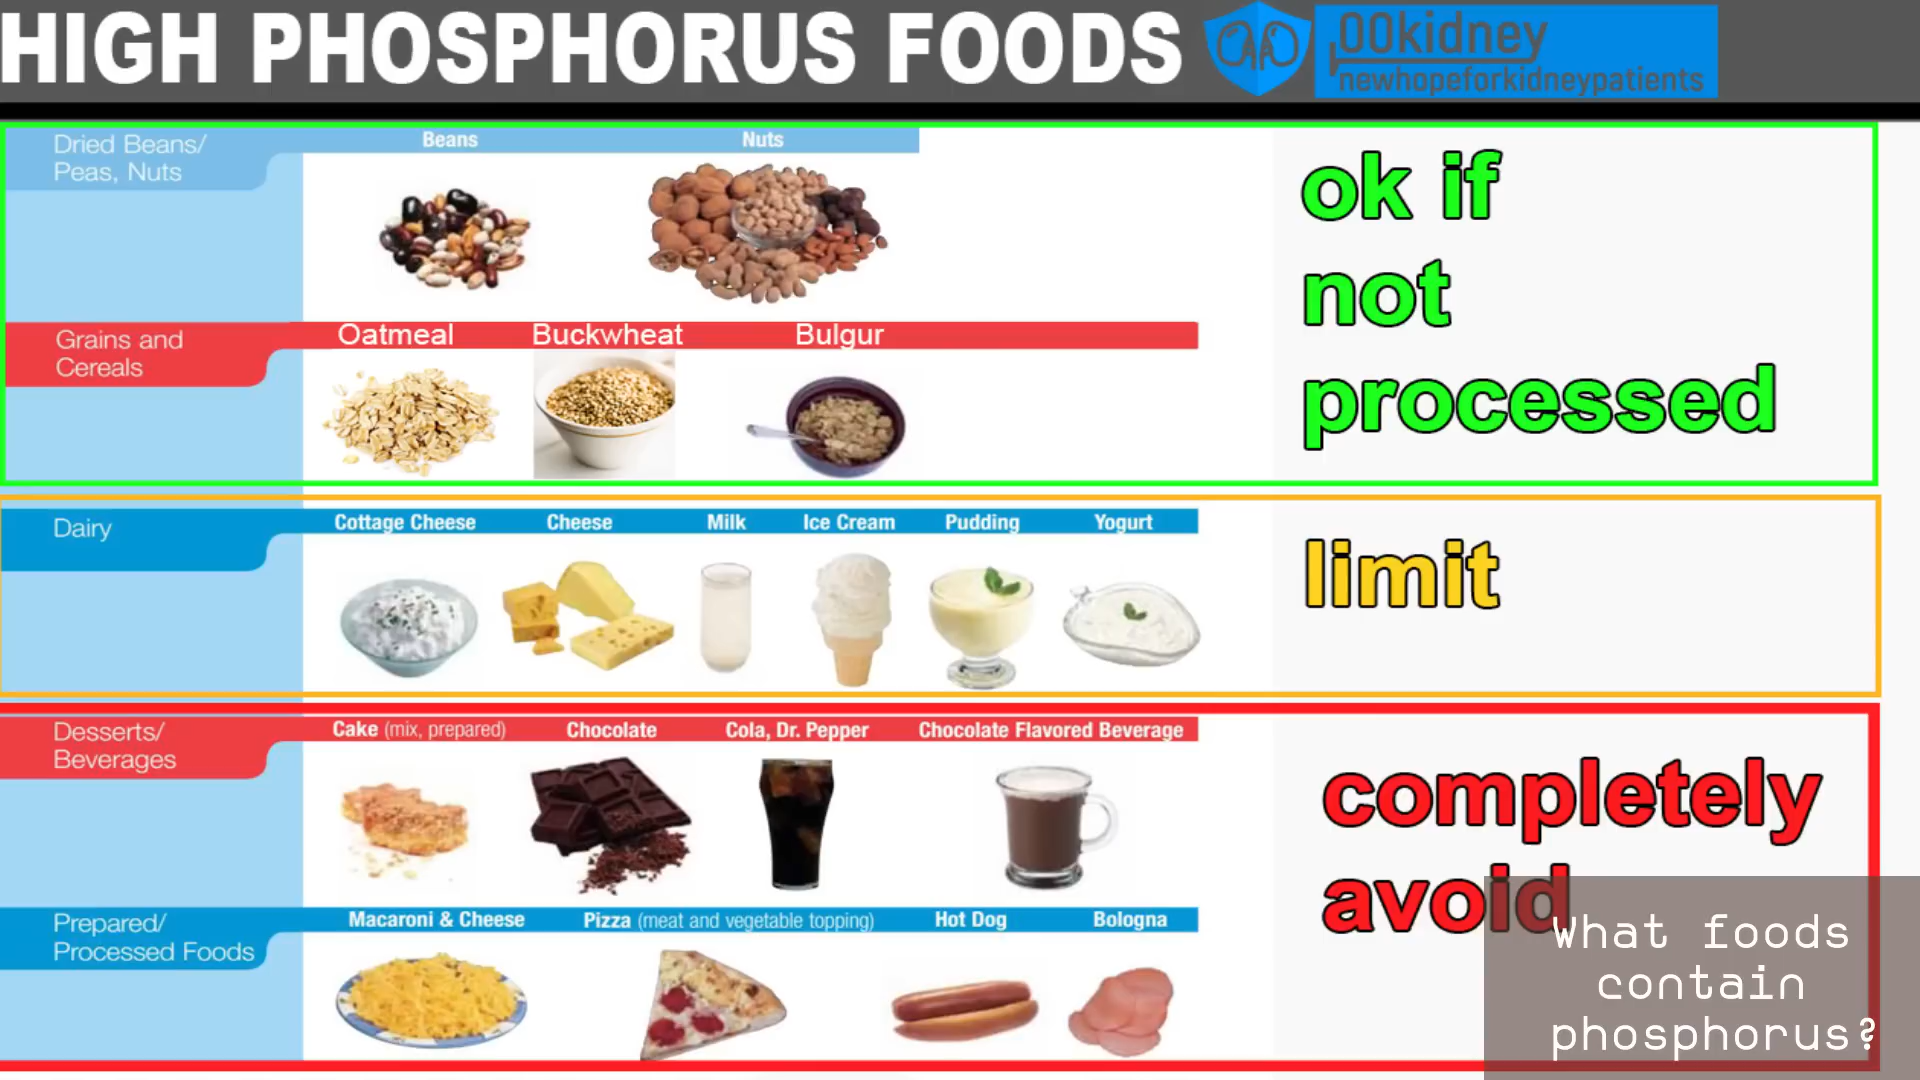 HIGH PHOSPHORUS FOODS
00kidney
newhopeforkidneypatients
Dried Beans/
Peas, Nuts
Beans
Nuts
ok if
not
processed
Grains and
Cereals
Oatmeal
Buckwheat
Bulgur
Dairy
Cottage Cheese
Cheese
Milk
Ice Cream
Pudding
Yogurt
limit
Desserts/
Beverages
Cake (mix, prepared)
Chocolate
Cola, Dr. Pepper
Chocolate Flavored Beverage
completely
avoid
Prepared/
Processed Foods
Macaroni & Cheese
Pizza (meat and vegetable topping)
Hot Dog
Bologna
What foods
contain
phosphorus?